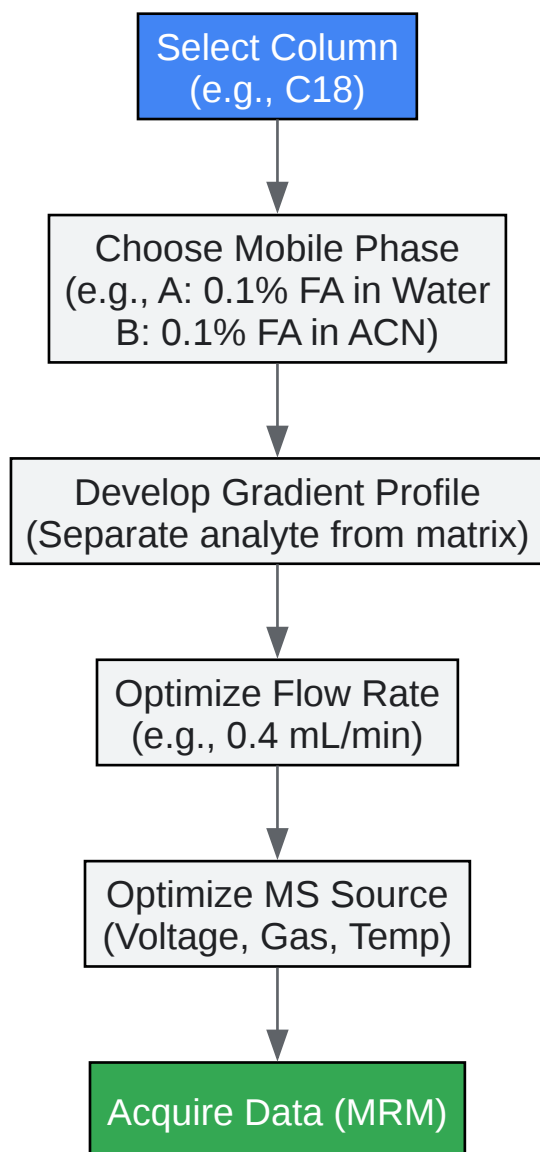 Select Column
(e.g., C18)
Choose Mobile Phase
(e.g., A: 0.1% FA in Water
B: 0.1% FA in ACN)
Develop Gradient Profile
(Separate analyte from matrix)
Optimize Flow Rate
(e.g., 0.4 mL/min)
Optimize MS Source
(Voltage, Gas, Temp)
Acquire Data (MRM)